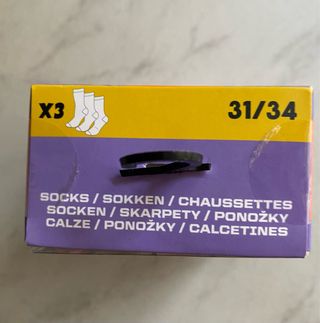 X3 31/34
SOCKS / SOKKEN / CHAUSSETTES
SOCKEN / SKARPETY / PONOŽKY
CALZE / PONOŽKY / CALCETINES